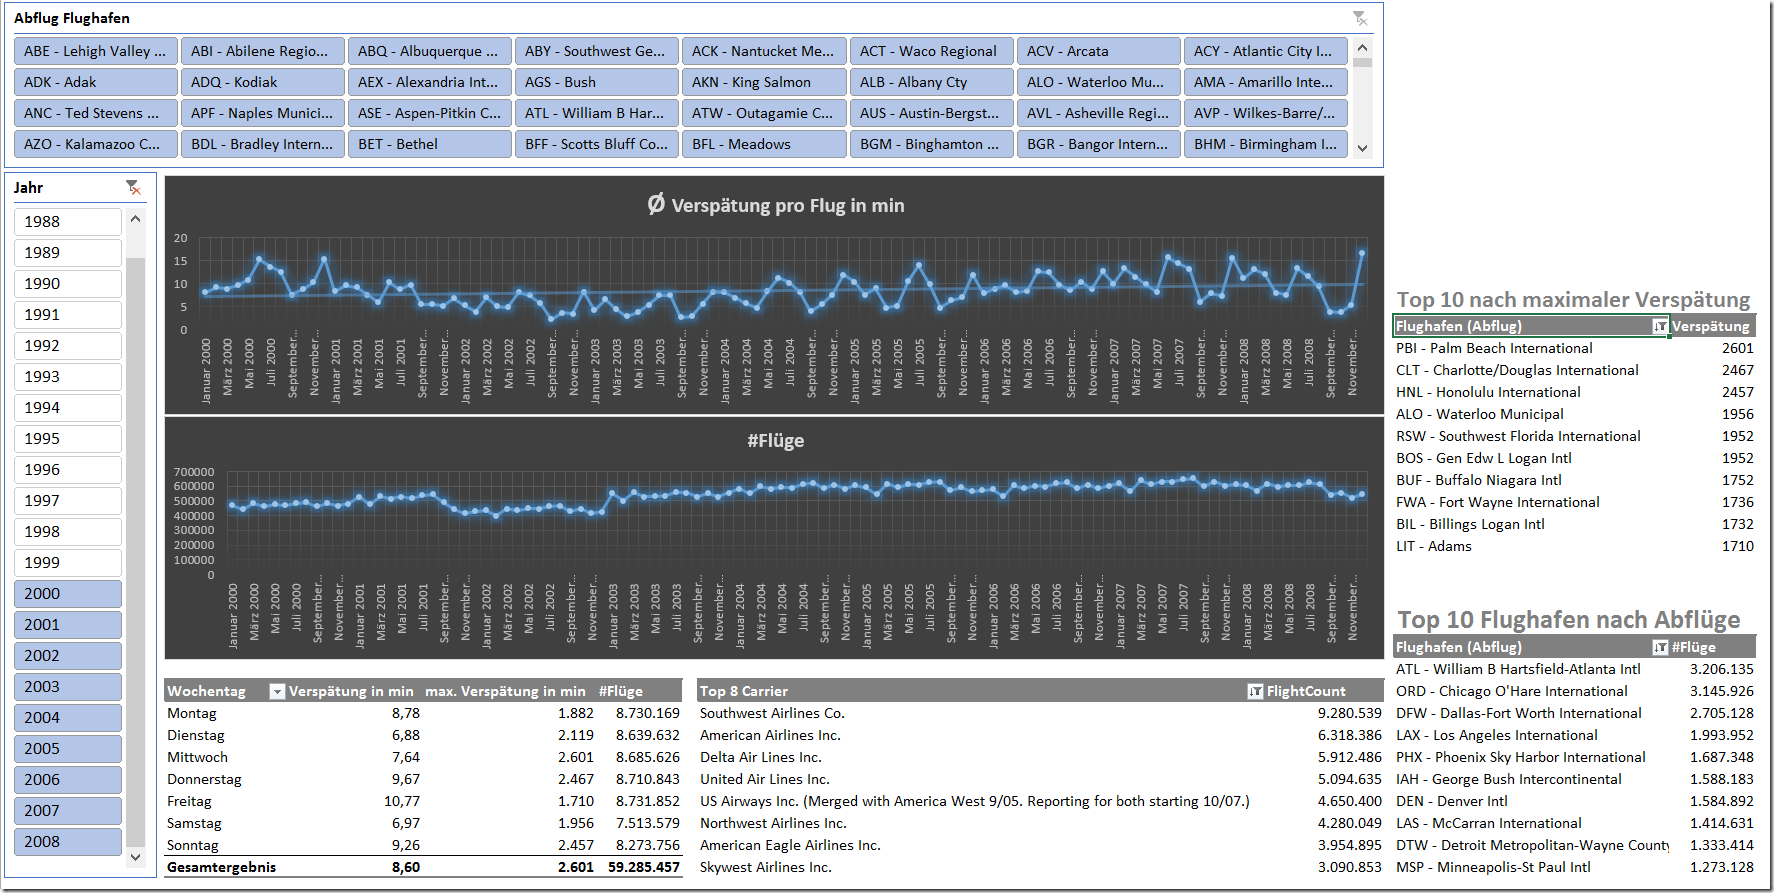 Abflug Flughafen
ABE - Lehigh Valley ... ABI - Abilene Regio... ABQ - Albuquerque ... ABY - Southwest Ge... ACK - Nantucket Me... ACT - Waco Regional ACV - Arcata ACY - Atlantic City I...
ADK - Adak ADQ - Kodiak AEX - Alexandria Int... AGS - Bush AKN - King Salmon ALB - Albany Cty ALO - Waterloo Mu... AMA - Amarillo Inte...
ANC - Ted Stevens ... APF - Naples Munici... ASE - Aspen-Pitkin C... ATL - William B Har... ATW - Outagamie C... AUS - Austin-Bergst... AVL - Asheville Regi... AVP - Wilkes-Barre/...
AZO - Kalamazoo C... BDL - Bradley Intern... BET - Bethel BFF - Scotts Bluff Co... BFL - Meadows BGM - Binghamton ... BGR - Bangor Intern... BHM - Birmingham I...
Jahr
1988
1989
1990
1991
1992
1993
1994
1995
1996
1997
1998
1999
2000
2001
2002
2003
2004
2005
2006
2007
2008
Ø Verspätung pro Flug in min
20
15
10
5
0
Januar 2000 März 2000 Mai 2000 Juli 2000 September... November... Januar 2001 März 2001 Mai 2001 Juli 2001 September... November... Januar 2002 März 2002 Mai 2002 Juli 2002 September... November... Januar 2003 März 2003 Mai 2003 Juli 2003 September... November... Januar 2004 März 2004 Mai 2004 Juli 2004 September... November... Januar 2005 März 2005 Mai 2005 Juli 2005 September... November... Januar 2006 März 2006 Mai 2006 Juli 2006 September... November... Januar 2007 März 2007 Mai 2007 Juli 2007 September... November... Januar 2008 März 2008 Mai 2008 Juli 2008 September... November...
#Flüge
700000
600000
500000
400000
300000
200000
100000
0
Januar 2000 März 2000 Mai 2000 Juli 2000 September... November... Januar 2001 März 2001 Mai 2001 Juli 2001 September... November... Januar 2002 März 2002 Mai 2002 Juli 2002 September... November... Januar 2003 März 2003 Mai 2003 Juli 2003 September... November... Januar 2004 März 2004 Mai 2004 Juli 2004 September... November... Januar 2005 März 2005 Mai 2005 Juli 2005 September... November... Januar 2006 März 2006 Mai 2006 Juli 2006 September... November... Januar 2007 März 2007 Mai 2007 Juli 2007 September... November... Januar 2008 März 2008 Mai 2008 Juli 2008 September... November...
Wochentag Verspätung in min max. Verspätung in min #Flüge
Montag 8,78 1.882 8.730.169
Dienstag 6,88 2.119 8.639.632
Mittwoch 7,64 2.601 8.685.626
Donnerstag 9,67 2.467 8.710.843
Freitag 10,77 1.710 8.731.852
Samstag 6,97 1.956 7.513.579
Sonntag 9,26 2.457 8.273.756
Gesamtergebnis 8,60 2.601 59.285.457
Top 8 Carrier FlightCount
Southwest Airlines Co. 9.280.539
American Airlines Inc. 6.318.386
Delta Air Lines Inc. 5.912.486
United Air Lines Inc. 5.094.635
US Airways Inc. (Merged with America West 9/05. Reporting for both starting 10/07.) 4.650.400
Northwest Airlines Inc. 4.280.049
American Eagle Airlines Inc. 3.954.895
Skywest Airlines Inc. 3.090.853
Top 10 nach maximaler Verspätung
Flughafen (Abflug) Verspätung
PBI - Palm Beach International 2601
CLT - Charlotte/Douglas International 2467
HNL - Honolulu International 2457
ALO - Waterloo Municipal 1956
RSW - Southwest Florida International 1952
BOS - Gen Edw L Logan Intl 1952
BUF - Buffalo Niagara Intl 1752
FWA - Fort Wayne International 1736
BIL - Billings Logan Intl 1732
LIT - Adams 1710
Top 10 Flughafen nach Abflüge
Flughafen (Abflug) #Flüge
ATL - William B Hartsfield-Atlanta Intl 3.206.135
ORD - Chicago O'Hare International 3.145.926
DFW - Dallas-Fort Worth International 2.705.128
LAX - Los Angeles International 1.993.952
PHX - Phoenix Sky Harbor International 1.687.348
IAH - George Bush Intercontinental 1.588.183
DEN - Denver Intl 1.584.892
LAS - McCarran International 1.414.631
DTW - Detroit Metropolitan-Wayne County 1.333.414
MSP - Minneapolis-St Paul Intl 1.273.128